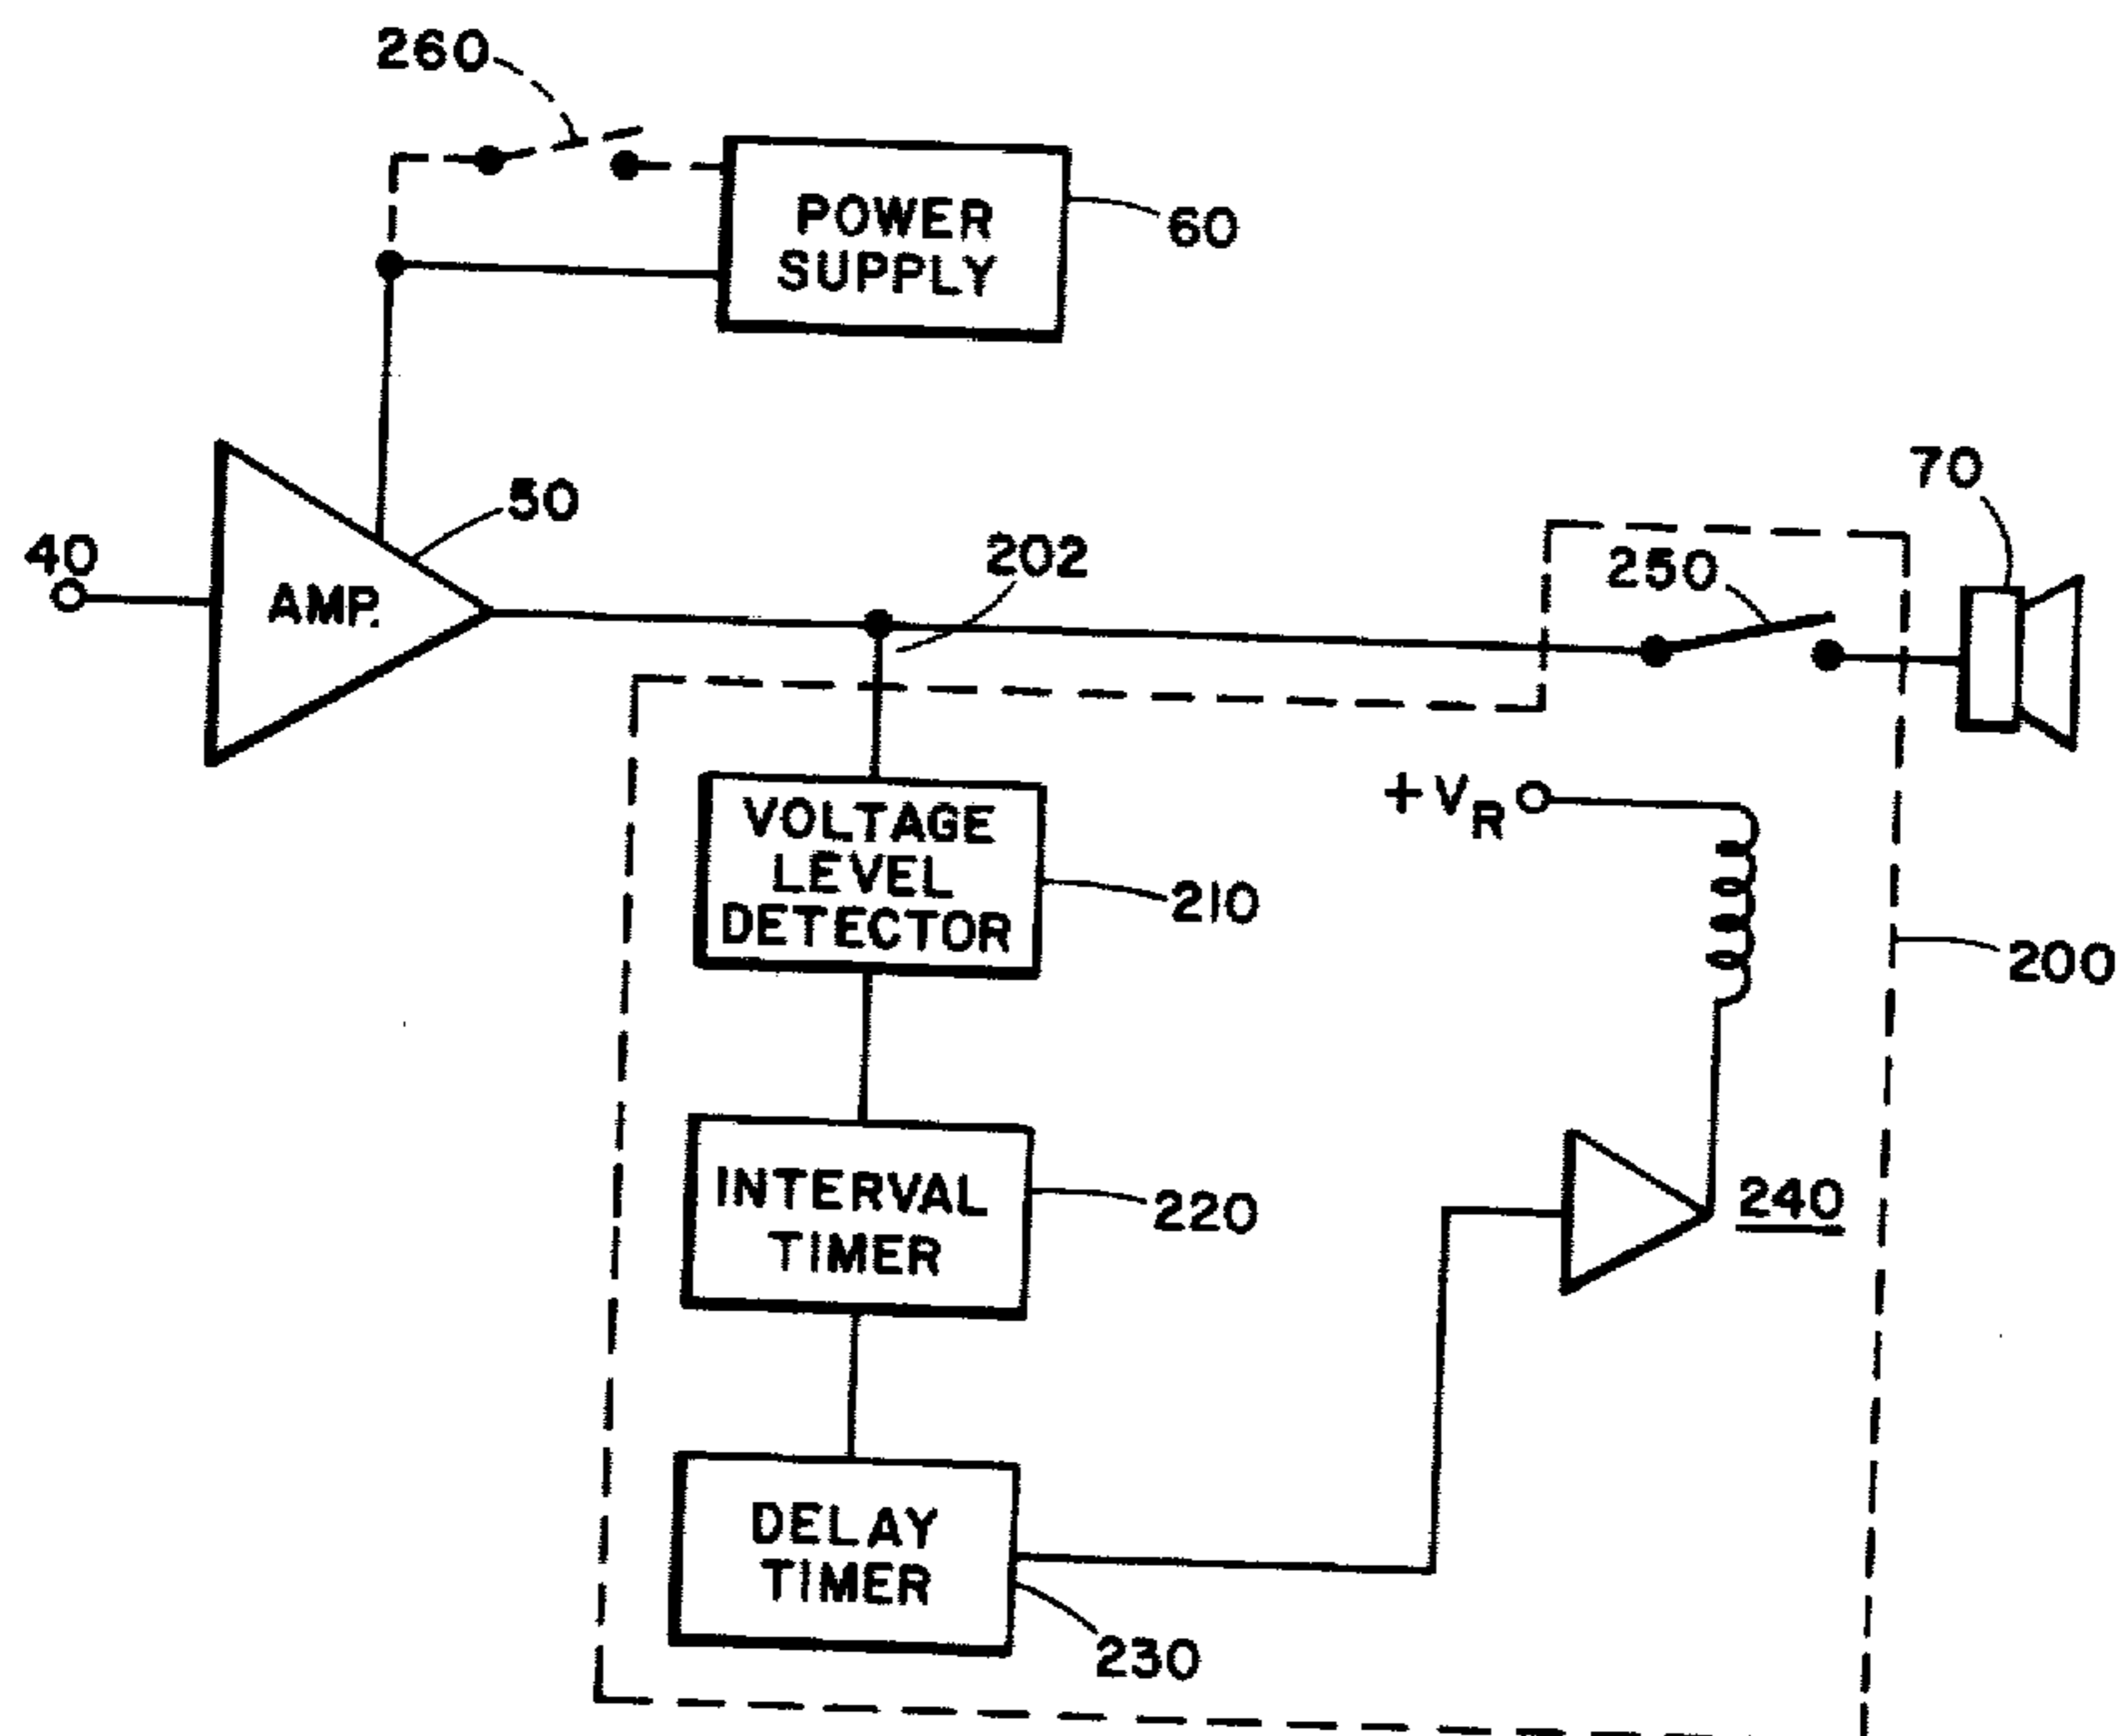 260
POWER
SUPPLY
60
50
40
AMP.
202
250
70
+VR
VOLTAGE
LEVEL
DETECTOR
210
200
INTERVAL
TIMER
220
240
DELAY
TIMER
230